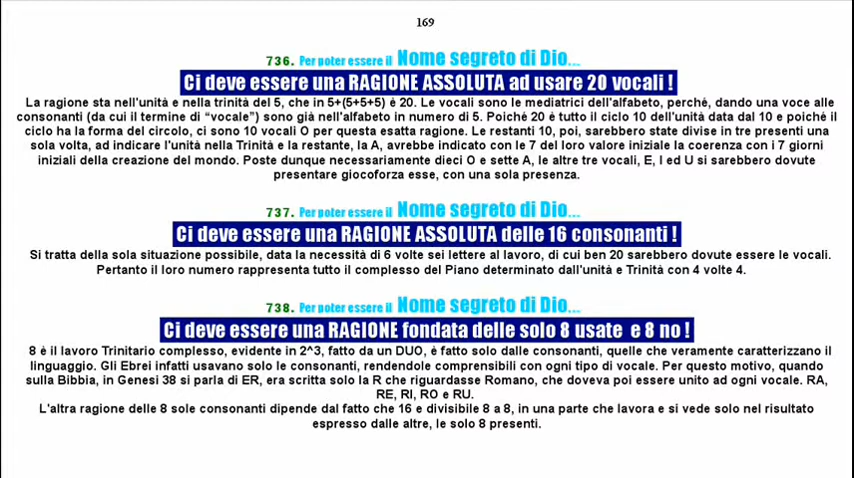 169
736. Per poter essere il Nome segreto di Dio...
Ci deve essere una RAGIONE ASSOLUTA ad usare 20 vocali !
La ragione sta nell'unità e nella trinità del 5, che in 5+(5+5+5) è 20. Le vocali sono le mediatrici dell'alfabeto, perché, dando una voce alle
consonanti (da cui il termine di “vocale”) sono già nell'alfabeto in numero di 5. Poiché 20 è tutto il ciclo 10 dell'unità data dal 10 e poiché il
ciclo ha la forma del circolo, ci sono 10 vocali O per questa esatta ragione. Le restanti 10, poi, sarebbero state divise in tre presenti una
sola volta, ad indicare l'unità nella Trinità e la restante, la A, avrebbe indicato con le 7 del loro valore iniziale la coerenza con i 7 giorni
iniziali della creazione del mondo. Poste dunque necessariamente dieci O e sette A, le altre tre vocali, E, I ed U si sarebbero dovute
presentare giocoforza esse, con una sola presenza.
737. Per poter essere il Nome segreto di Dio...
Ci deve essere una RAGIONE ASSOLUTA delle 16 consonanti !
Si tratta della sola situazione possibile, data la necessità di 6 volte sei lettere al lavoro, di cui ben 20 sarebbero dovute essere le vocali.
Pertanto il loro numero rappresenta tutto il complesso del Piano determinato dall'unità e Trinità con 4 volte 4.
738. Per poter essere il Nome segreto di Dio...
Ci deve essere una RAGIONE fondata delle solo 8 usate e 8 no !
8 è il lavoro Trinitario complesso, evidente in 2^3, fatto da un DUO, è fatto solo dalle consonanti, quelle che veramente caratterizzano il
linguaggio. Gli Ebrei infatti usavano solo le consonanti, rendendole comprensibili con ogni tipo di vocale. Per questo motivo, quando
sulla Bibbia, in Genesi 38 si parla di ER, era scritta solo la R che riguardasse Romano, che doveva poi essere unito ad ogni vocale. RA,
RE, RI, RO e RU.
L'altra ragione delle 8 sole consonanti dipende dal fatto che 16 e divisibile 8 a 8, in una parte che lavora e si vede solo nel risultato
espresso dalle altre, le solo 8 presenti.